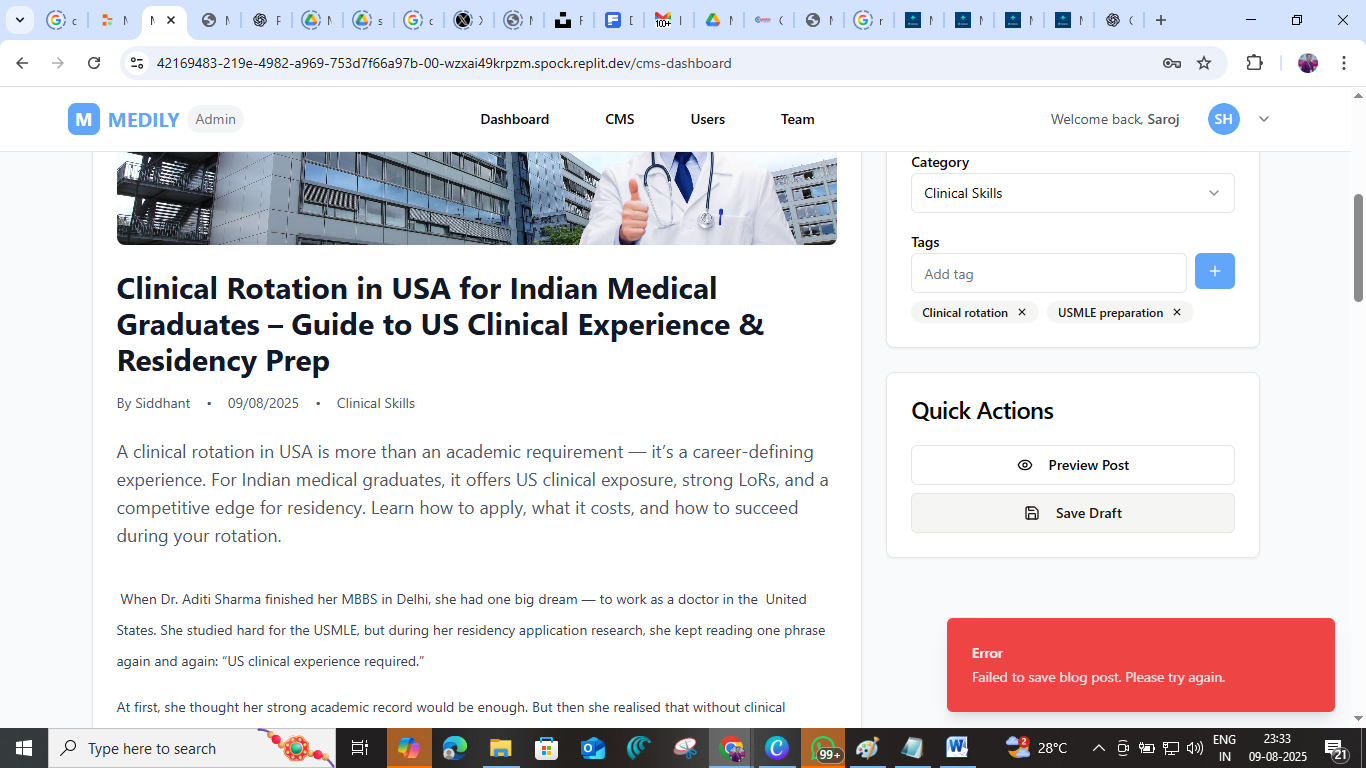 42169483-219e-4982-a969-753d7f66a97b-00-wzxai49krpzm.spock.replit.dev/cms-dashboard
M MEDILY Admin
Dashboard CMS Users Team
Welcome back, Saroj SH
Category
Clinical Skills
Tags
Add tag
+
Clinical rotation ✕ USMLE preparation ✕
Clinical Rotation in USA for Indian Medical
Graduates – Guide to US Clinical Experience &
Residency Prep
By Siddhant • 09/08/2025 • Clinical Skills
A clinical rotation in USA is more than an academic requirement — it’s a career-defining
experience. For Indian medical graduates, it offers US clinical exposure, strong LoRs, and a
competitive edge for residency. Learn how to apply, what it costs, and how to succeed
during your rotation.
When Dr. Aditi Sharma finished her MBBS in Delhi, she had one big dream — to work as a doctor in the United
States. She studied hard for the USMLE, but during her residency application research, she kept reading one phrase
again and again: “US clinical experience required.”
At first, she thought her strong academic record would be enough. But then she realised that without clinical
Quick Actions
Preview Post
Save Draft
Error
Failed to save blog post. Please try again.
Type here to search
99+
2
28°C
ENG
IN
23:33
09-08-2025
21